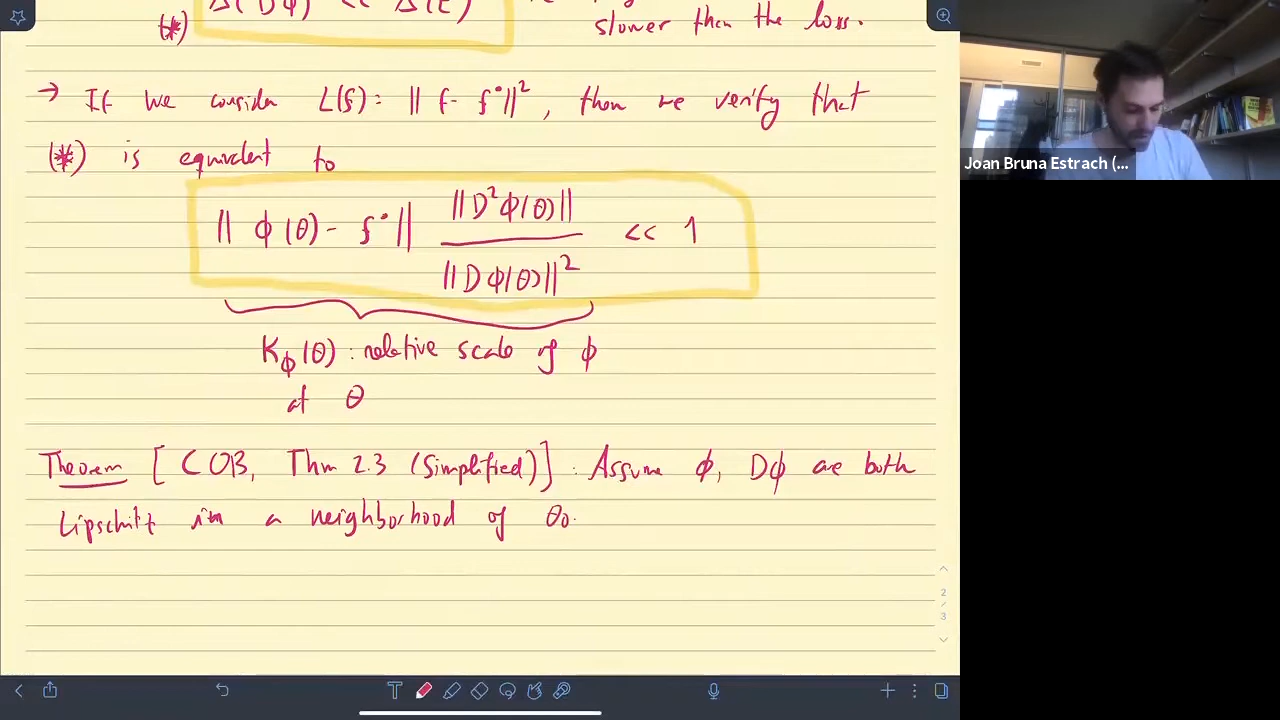 (*) Δ(DΦ) << Δ(E)
slower than the loss.
→ If we consider L(f) = || f - f*||², then we verify that
(*) is equivalent to
|| φ(θ) - f* || ||D²φ(θ)|| / ||Dφ(θ)||² << 1
K_φ(θ) : relative scale of φ
at θ
Theorem [COB, Thm 2.3 (Simplified)] : Assume φ, Dφ are both
Lipschitz in a neighborhood of θ₀.
Joan Bruna Estrach (...
2
/
3
T